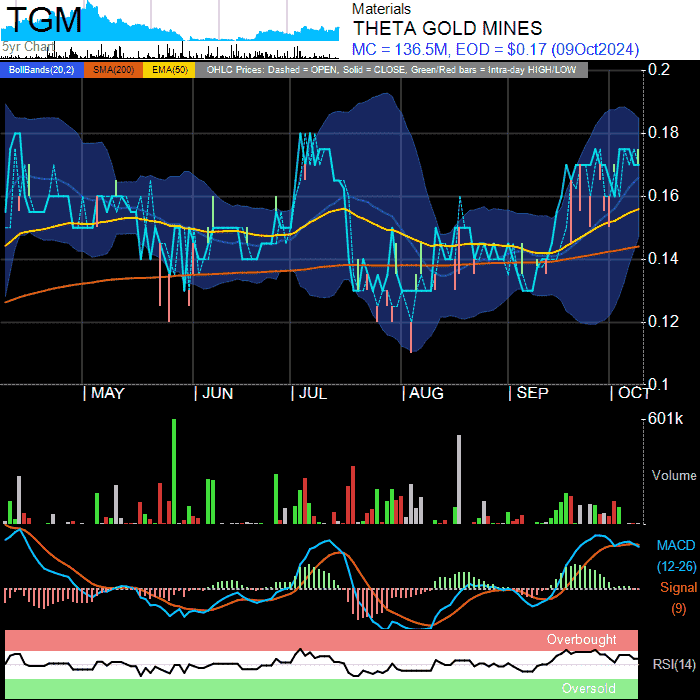 TGM
5yr Chart
Materials
THETA GOLD MINES
MC = 136.5M, EOD = $0.17 (09Oct2024)
BollBands(20,2) SMA(200) EMA(50) OHLC Prices: Dashed = OPEN, Solid = CLOSE, Green/Red bars = Intra-day HIGH/LOW
0.2
0.18
0.16
0.14
0.12
0.1
MAY JUN JUL AUG SEP OCT
601k
Volume
MACD
(12-26)
Signal
(9)
Overbought
RSI(14)
Oversold